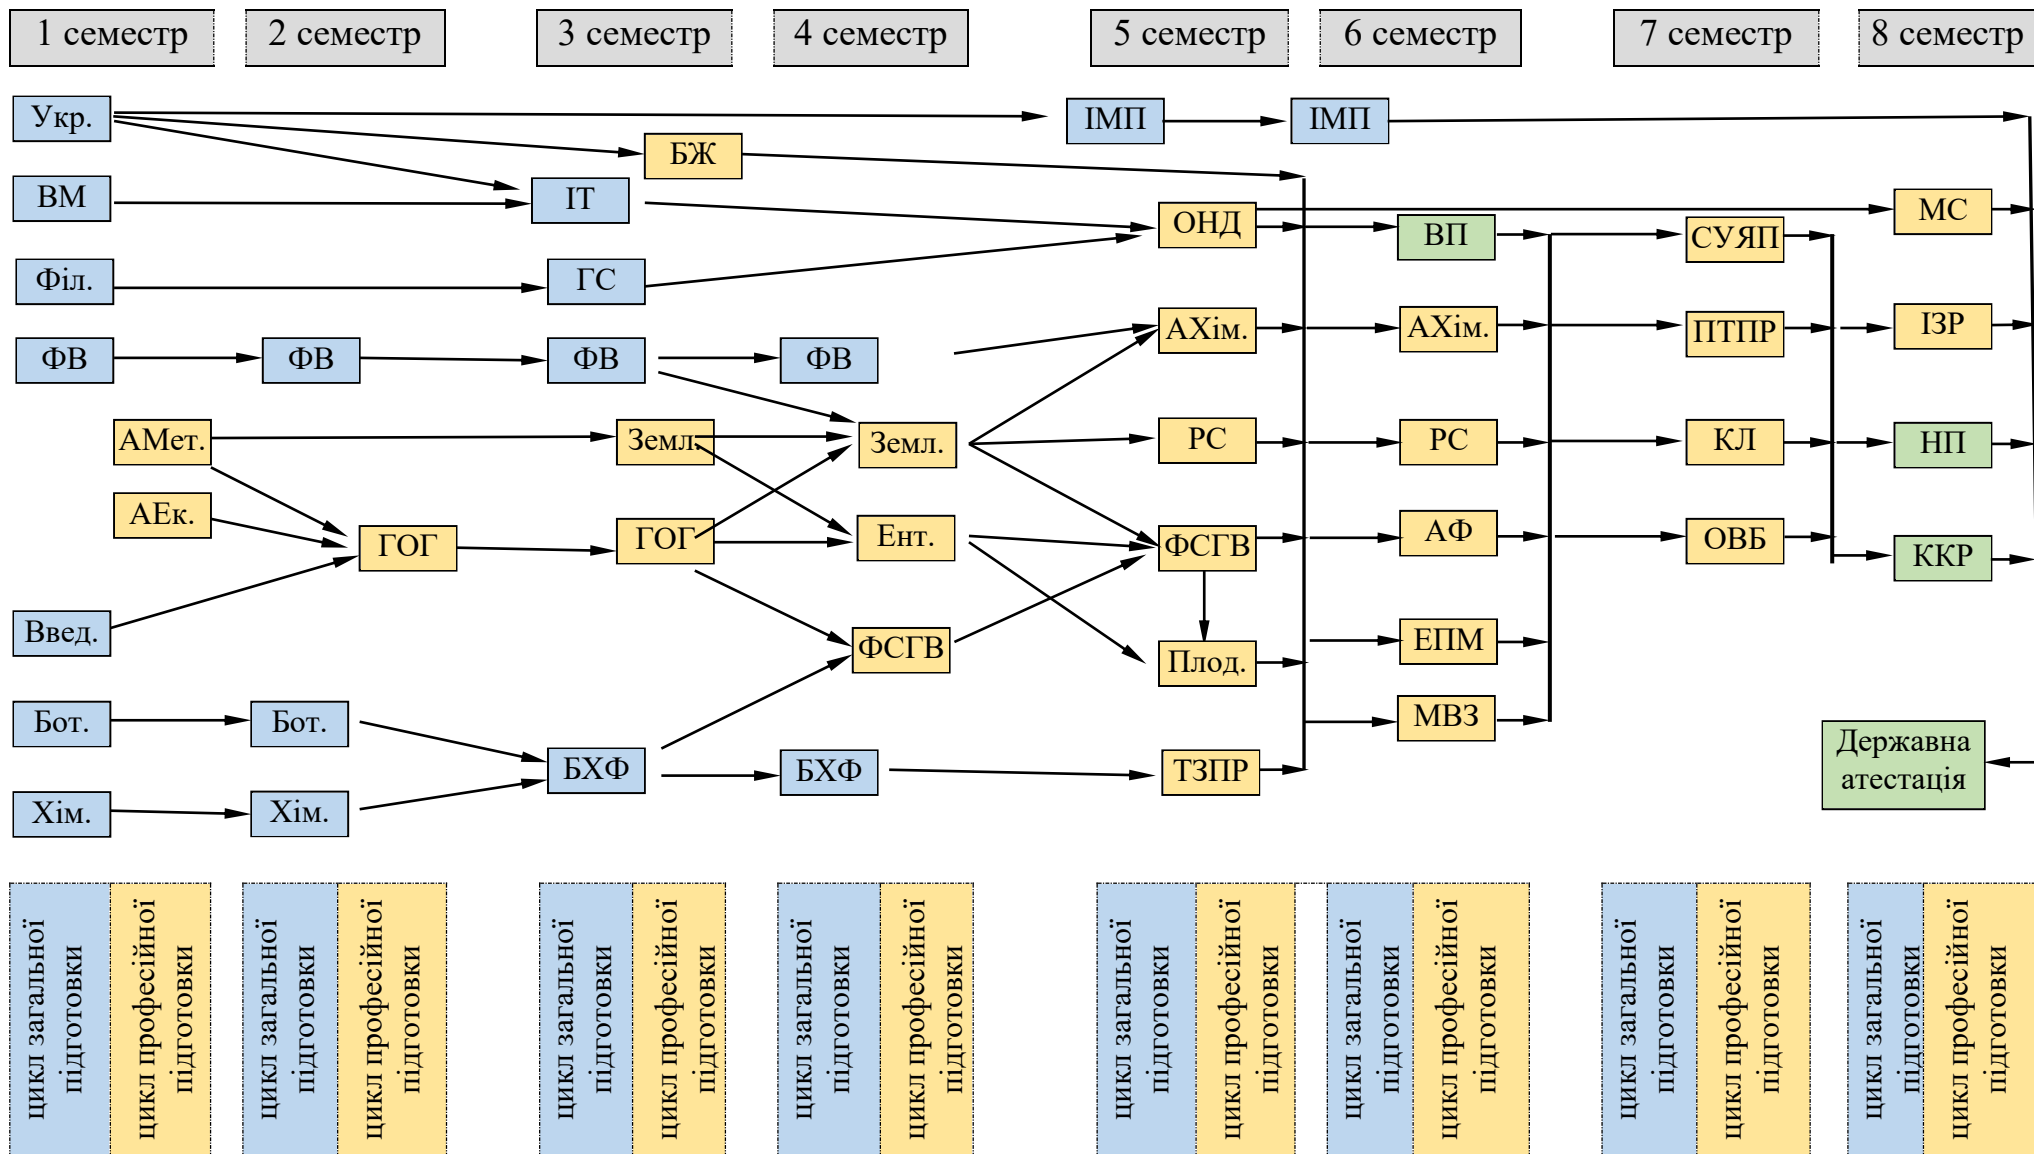 1 семестр
2 семестр
3 семестр
4 семестр
5 семестр
6 семестр
7 семестр
8 семестр
Укр.
ІМП
ІМП
БЖ
ВМ
ІТ
ОНД
ВП
МС
СУЯП
Філ.
ГС
АХім.
АХім.
ПТПР
ІЗР
ФВ
ФВ
ФВ
ФВ
АМет.
Земл.
Земл.
РС
РС
КЛ
НП
АЕк.
ГОГ
ГОГ
Ент.
ФСГВ
АФ
ОВБ
ККР
Введ.
ФСГВ
Плод.
ЕПМ
Бот.
Бот.
МВЗ
БХФ
БХФ
ТЗПР
Державна
атестація
Хім.
Хім.
цикл загальної
підготовки
цикл професійної
підготовки
цикл загальної
підготовки
цикл професійної
підготовки
цикл загальної
підготовки
цикл професійної
підготовки
цикл загальної
підготовки
цикл професійної
підготовки
цикл загальної
підготовки
цикл професійної
підготовки
цикл загальної
підготовки
цикл професійної
підготовки
цикл загальної
підготовки
цикл професійної
підготовки
цикл загальної
підготовки
цикл професійної
підготовки